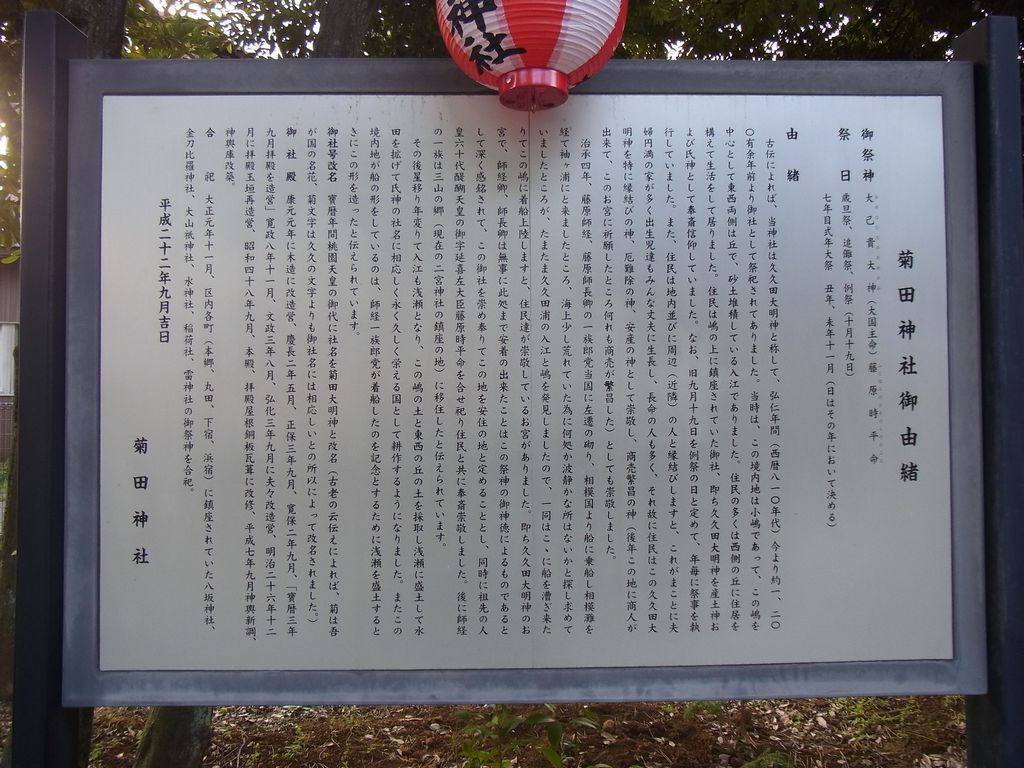 神社
菊田神社御由緒
御祭神　大己貴大神（大国主命）藤原時平命
祭　日　歳旦祭、追儺祭、例祭（十月十九日）
七年目式年大祭　丑年、未年十一月（日はその年において決める）
由　緒
古伝によれば、当神社は久久田大明神と称して、弘仁年間（西暦八一〇年代）今より約一、二〇
〇有余年前より御社として祭祀されてありました。当時は、この境内地は小嶋であって、この嶋を
中心として東西両側は丘で、砂土堆積している入江でありました。住民の多くは西側の丘に住居を
構えて生活をして居りました。住民は嶋の上に鎮座されていた御社、即ち久久田大明神を産土神お
よび氏神として奉斎信仰していました。なお、旧九月十九日を例祭の日と定めて、年毎に祭事を執
行していました。また、住民は地内並びに周辺（近隣）の人と縁結びしますと、これがまことに夫
婦円満の家が多く出生児達もみんな丈夫に生長し、長命の人も多く、それ故に住民はこの久久田大
明神を特に縁結びの神、厄難除の神、安産の神として崇敬し、商売繁昌の神（後年この地に商人が
出来て、このお宮に祈願したところ何れも商売が繁昌した）としても崇敬しました。
治承四年、藤原師経、藤原師長卿の一族郎党当国に左遷の砌り、相模国より船に乗船し相模灘を
経て袖ヶ浦にと来ましたところ、海上少し荒れていた為に何処か波静かな所はないかと探し求めて
いましたところが、たまたま久久田浦の入江と嶋を発見しましたので、一同はこゝに船を漕ぎ来た
りてこの嶋に着船上陸しますと、住民達が崇敬しているお宮がありました。即ち久久田大明神のお
宮で、師経卿、師長卿は無事に此処まで安着の出来たことはこの祭神の御神徳によるものであると
して深く感銘されて、この御社を崇め奉りてこの地を安住の地と定めることとし、同時に祖先の人
皇六十代醍醐天皇の御宇延喜左大臣藤原時平命を合せ祀り住民と共に奉斎崇敬しました。後に師経
の一族は三山の郷（現在の二宮神社の鎮座の地）に移住したと伝えられています。
その後星移り年変りて入江も浅瀬となり、この嶋の土と東西の丘の土を採取し浅瀬に盛土して水
田を拡げて氏神の社名に相応しく永く久しく栄える国として耕作するようになりました。またこの
境内地が船の形をしているのは、師経一族郎党が着船したのを記念とするために浅瀬を盛土すると
きにこの形を造ったと伝えられています。
御社号改名　宝暦年間桃園天皇の御代に社名を菊田大明神と改名（古老の云伝えによれば、菊は吾
が国の名花、菊文字は久久の文字よりも御社名には相応しいとの所以によって改名されました。）
御　社　殿　康元元年に木造に改造営、慶長二年五月、正保三年九月、寛保二年九月、「宝暦三年
九月拝殿を造営」寛政八年十一月、文政三年八月、弘化三年九月に夫々改造営、明治二十六年十二
月に拝殿玉垣再造営、昭和四十八年九月、本殿、拝殿屋根銅板瓦葺に改修、平成七年九月神輿新調、
神輿庫改築。
合　　祀　大正元年十一月、区内各町（本郷、丸田、下宿、浜宿）に鎮座されていた八坂神社、
金刀比羅神社、大山祇神社、水神社、稲荷社、雷神社の御祭神を合祀。
平成二十二年九月吉日
菊田神社